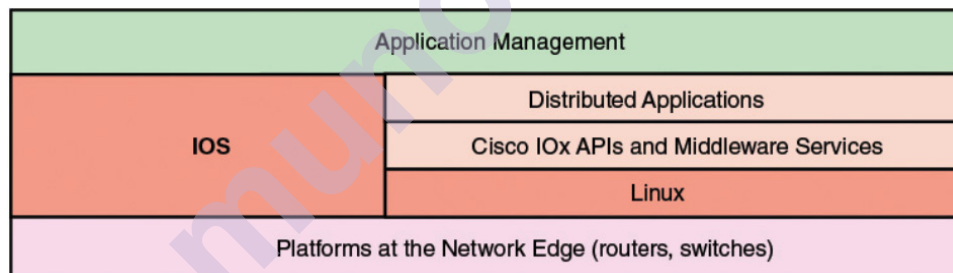 Application Management
IOS
Distributed Applications
Cisco IOx APIs and Middleware Services
Linux
Platforms at the Network Edge (routers, switches)
muno